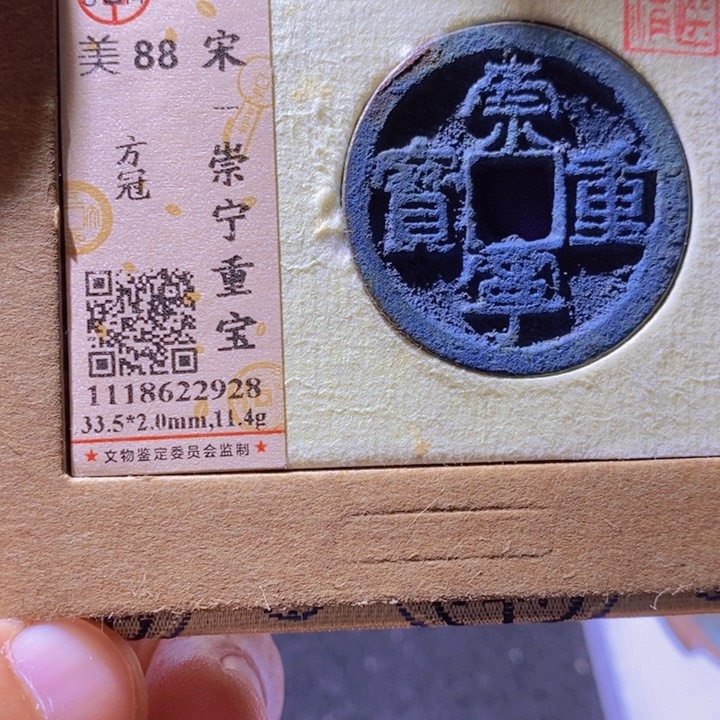 美 88
宋
崇宁重宝
方冠
1118622928
33.5*2.0mm,11.4g
★ 文物鉴定委员会监制 ★
崇寧重寶